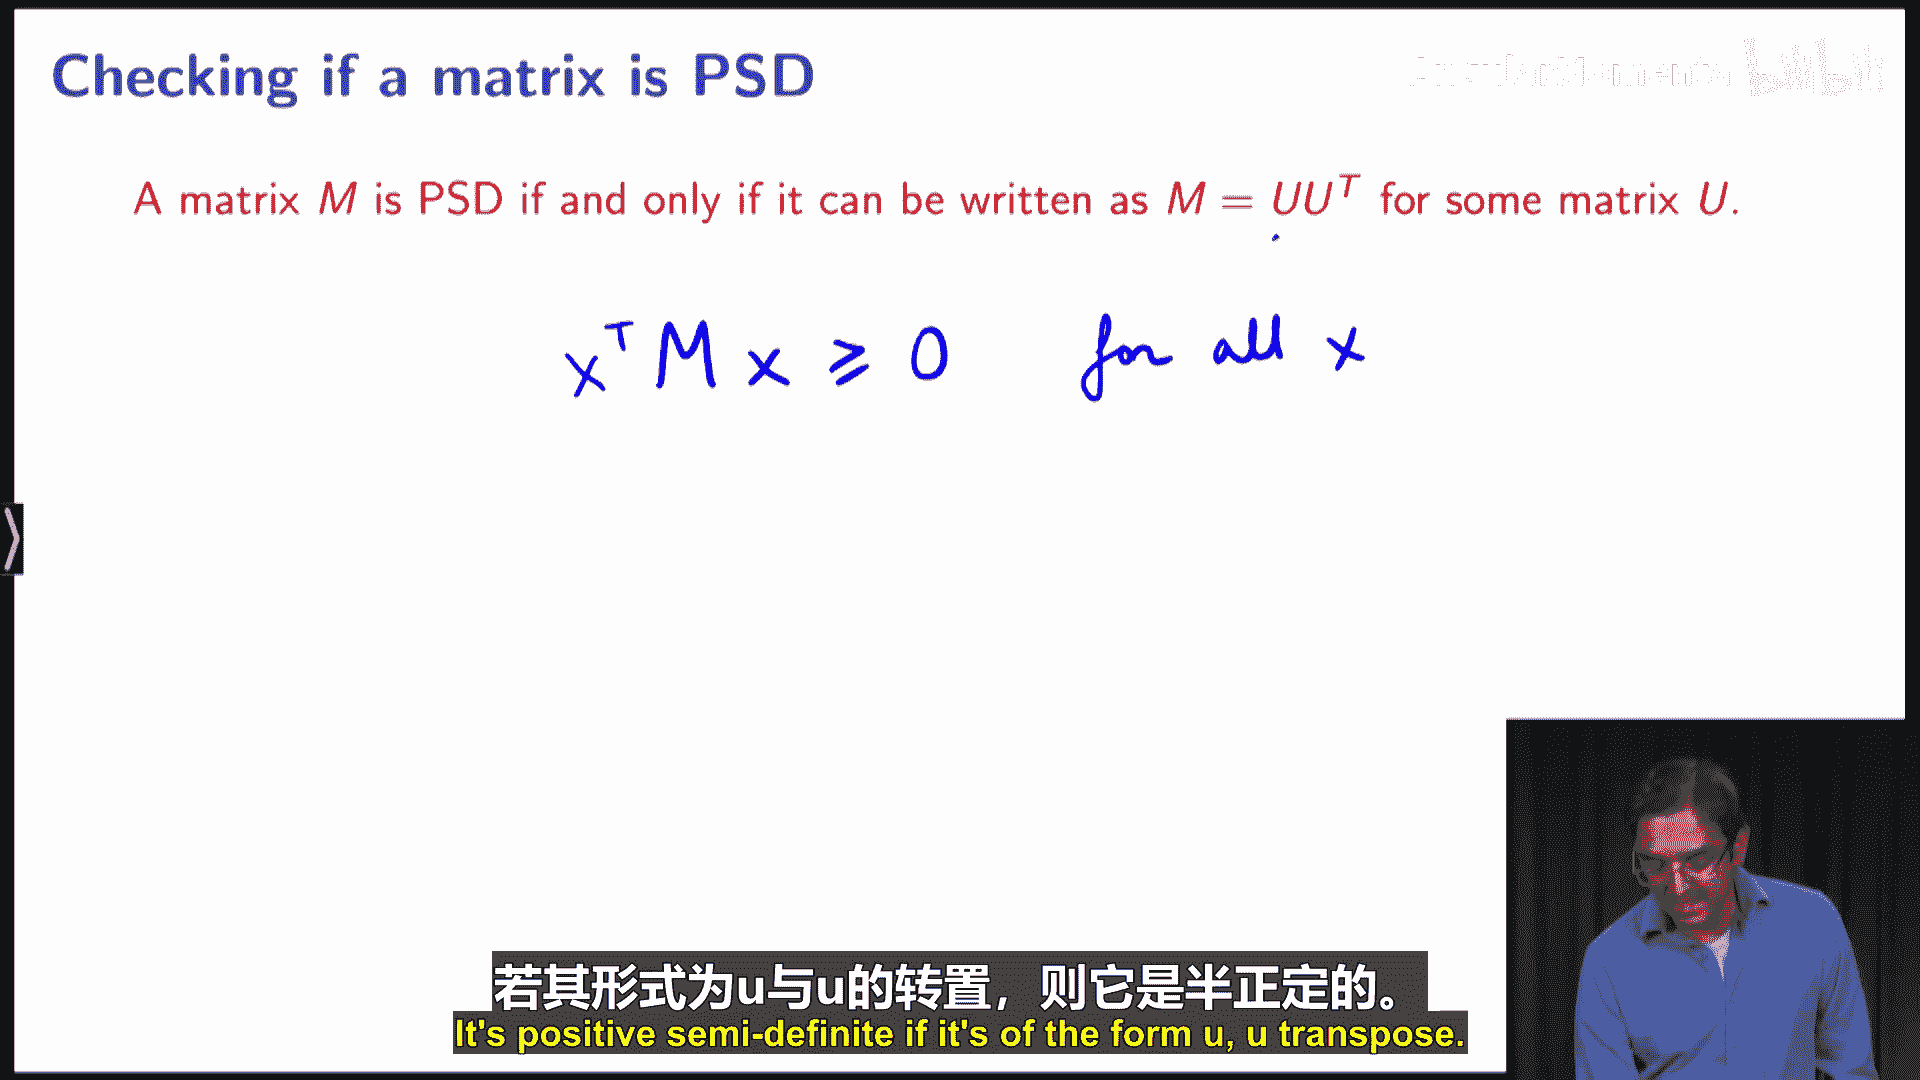 Checking if a matrix is PSD
A matrix M is PSD if and only if it can be written as M = UUᵀ for some matrix U.
xᵀ M x ≥ 0 for all x
若其形式为u与u的转置，则它是半正定的。
It's positive semi-definite if it's of the form u, u transpose.